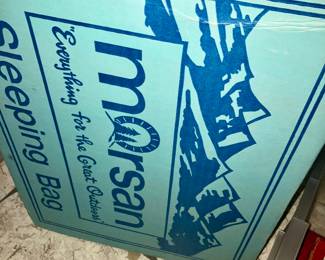 morsan
"Everything for the Great Outdoors"
Sleeping Bag